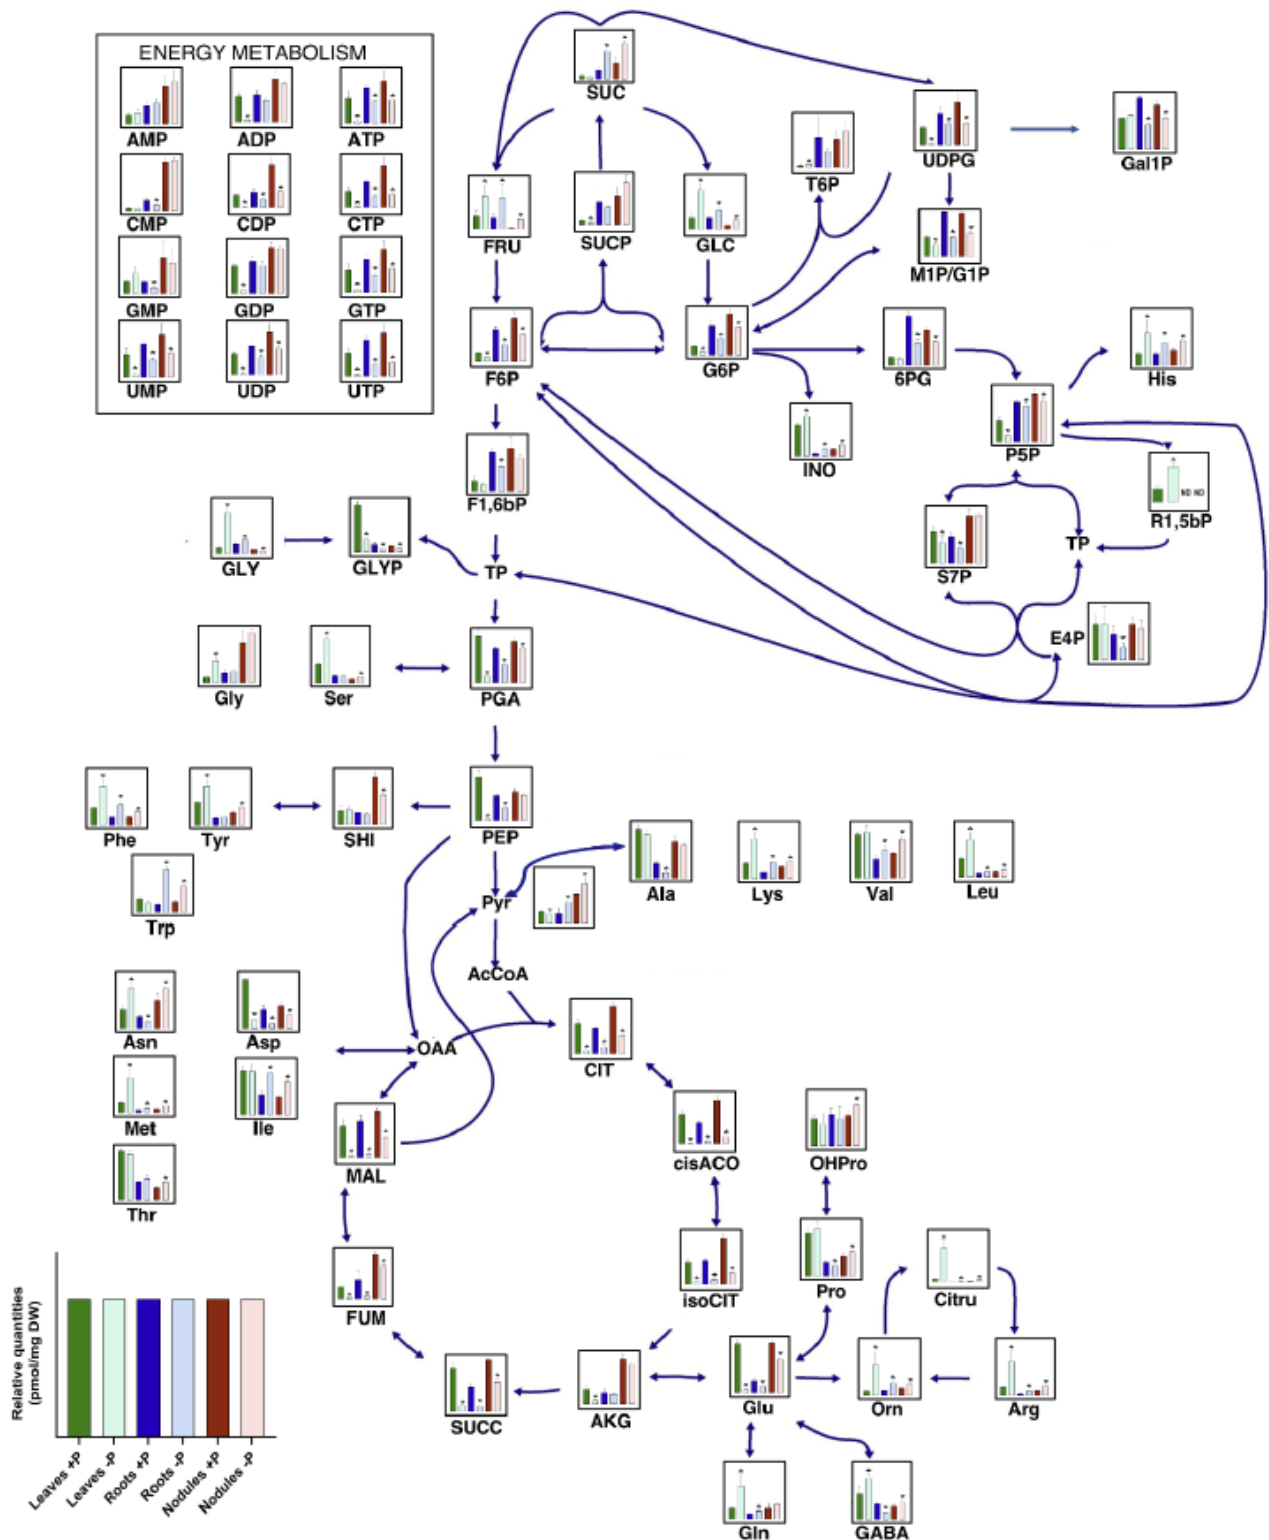 ENERGY METABOLISM
AMP ADP ATP
CMP CDP CTP
GMP GDP GTP
UMP UDP UTP
SUC
UDPG
Gal1P
T6P
FRU
SUCP
GLC
M1P/G1P
F6P
G6P
6PG
His
INO
P5P
F1,6bP
ND ND
R1,5bP
GLY
GLYP
TP
TP
S7P
E4P
Gly
Ser
PGA
Phe
Tyr
SHI
PEP
Ala
Lys
Val
Leu
Trp
Pyr
AcCoA
Asn
Asp
OAA
CIT
Met
Ile
MAL
cisACO
OHPro
Thr
FUM
isoCIT
Pro
Citru
SUCC
AKG
Glu
Orn
Arg
Gln
GABA
Relative quantities
(pmol/mg DW)
Leaves +P
Leaves -P
Roots +P
Roots -P
Nodules +P
Nodules -P